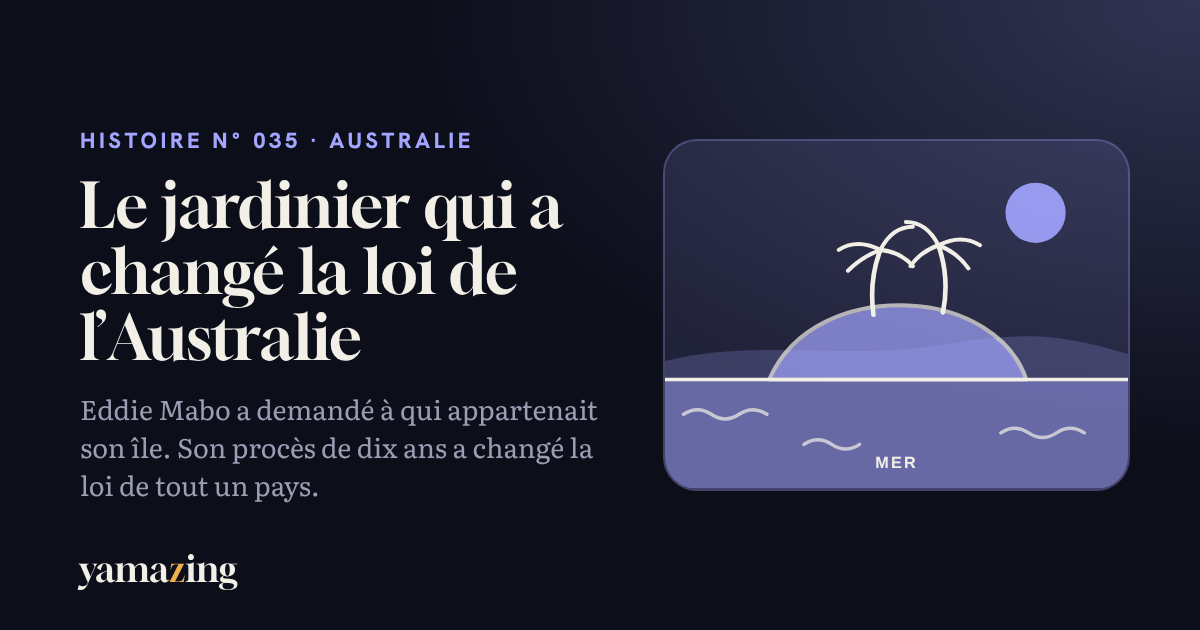 HISTOIRE N° 035 · AUSTRALIE
Le jardinier qui a
changé la loi de
l’Australie
Eddie Mabo a demandé à qui appartenait
son île. Son procès de dix ans a changé la
loi de tout un pays.
MER
yamazing